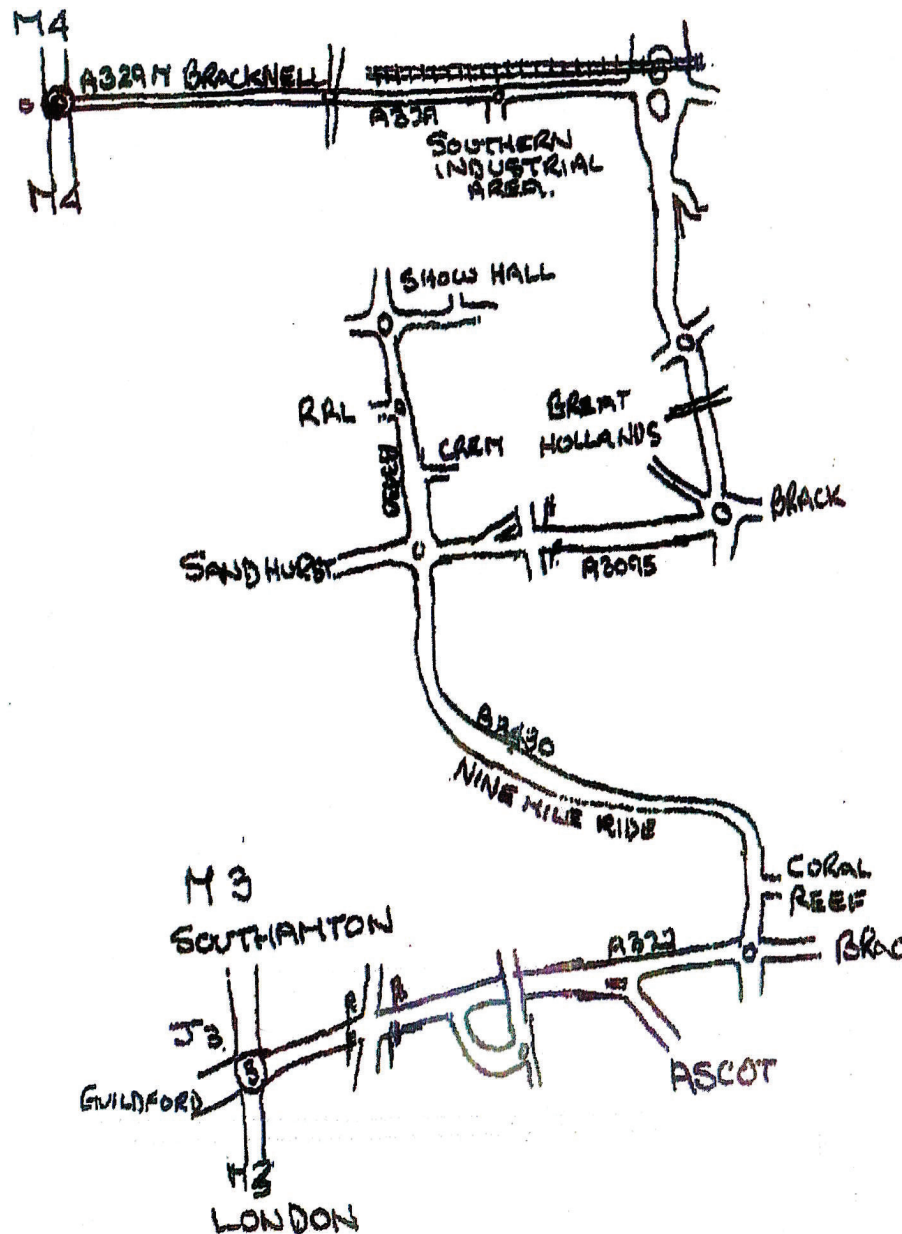 M4
A329M BRACKNELL
A329
M4
SOUTHERN
INDUSTRIAL
AREA.
SHOW HALL
RRL
CREM
GREAT
HOLLANDS
BRACK
SANDHURST
A3095
NINE MILE RIDE
CORAL
REEF
M3
SOUTHAMTON
A322
BRAC
J3
3
GUILDFORD
ASCOT
M3
LONDON